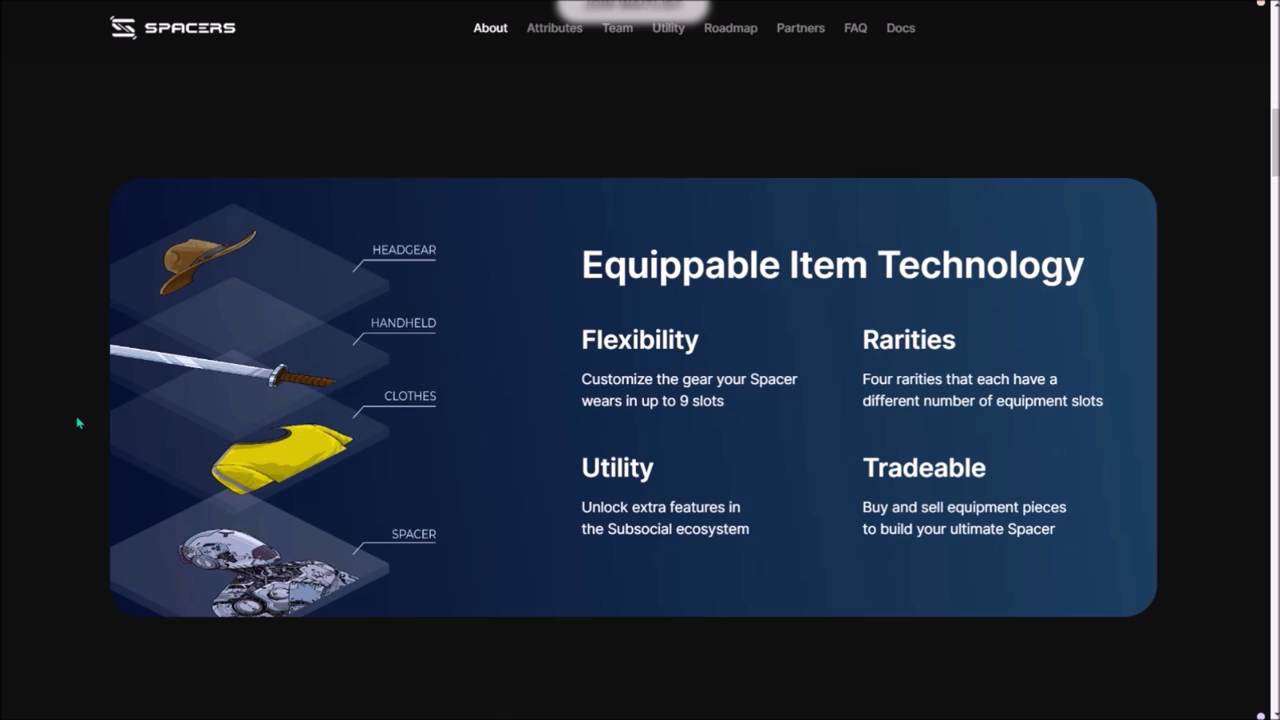 SPACERS
About Attributes Team Utility Roadmap Partners FAQ Docs
HEADGEAR
HANDHELD
CLOTHES
SPACER
Equippable Item Technology
Flexibility
Customize the gear your Spacer
wears in up to 9 slots
Rarities
Four rarities that each have a
different number of equipment slots
Utility
Unlock extra features in
the Subsocial ecosystem
Tradeable
Buy and sell equipment pieces
to build your ultimate Spacer